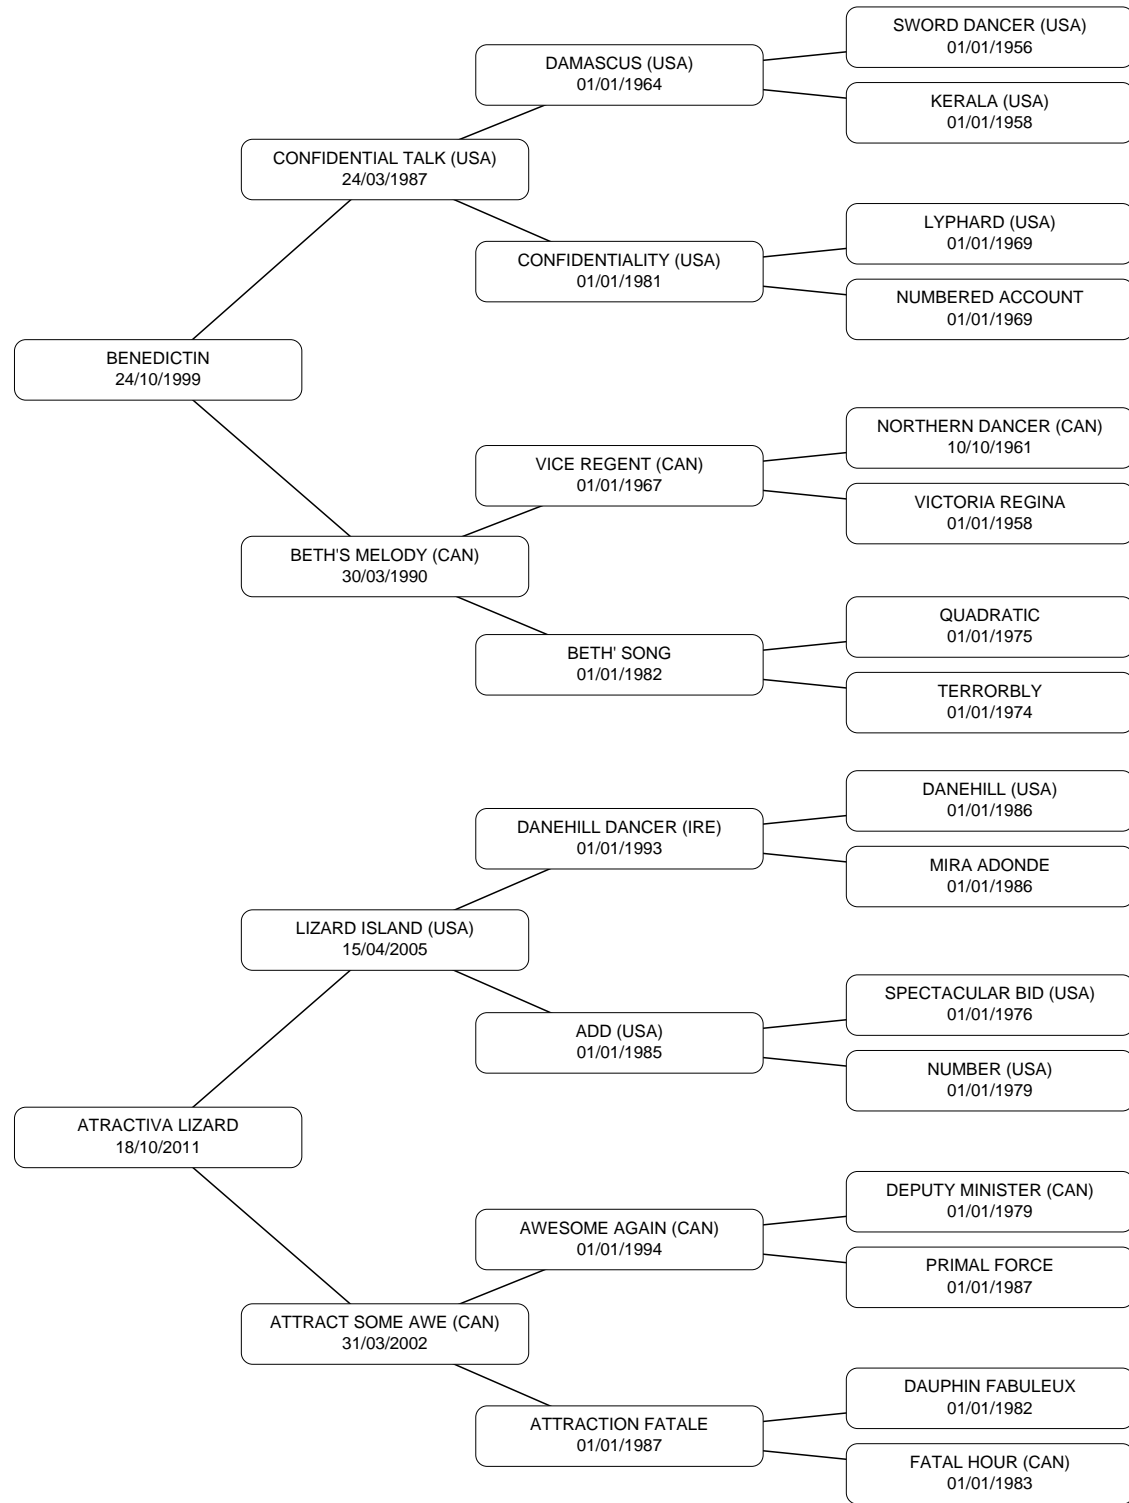 SWORD DANCER (USA)
01/01/1956
DAMASCUS (USA)
01/01/1964
KERALA (USA)
01/01/1958
CONFIDENTIAL TALK (USA)
24/03/1987
LYPHARD (USA)
01/01/1969
CONFIDENTIALITY (USA)
01/01/1981
NUMBERED ACCOUNT
01/01/1969
BENEDICTIN
24/10/1999
NORTHERN DANCER (CAN)
10/10/1961
VICE REGENT (CAN)
01/01/1967
VICTORIA REGINA
01/01/1958
BETH'S MELODY (CAN)
30/03/1990
QUADRATIC
01/01/1975
BETH' SONG
01/01/1982
TERRORBLY
01/01/1974
DANEHILL (USA)
01/01/1986
DANEHILL DANCER (IRE)
01/01/1993
MIRA ADONDE
01/01/1986
LIZARD ISLAND (USA)
15/04/2005
SPECTACULAR BID (USA)
01/01/1976
ADD (USA)
01/01/1985
NUMBER (USA)
01/01/1979
ATRACTIVA LIZARD
18/10/2011
DEPUTY MINISTER (CAN)
01/01/1979
AWESOME AGAIN (CAN)
01/01/1994
PRIMAL FORCE
01/01/1987
ATTRACT SOME AWE (CAN)
31/03/2002
DAUPHIN FABULEUX
01/01/1982
ATTRACTION FATALE
01/01/1987
FATAL HOUR (CAN)
01/01/1983